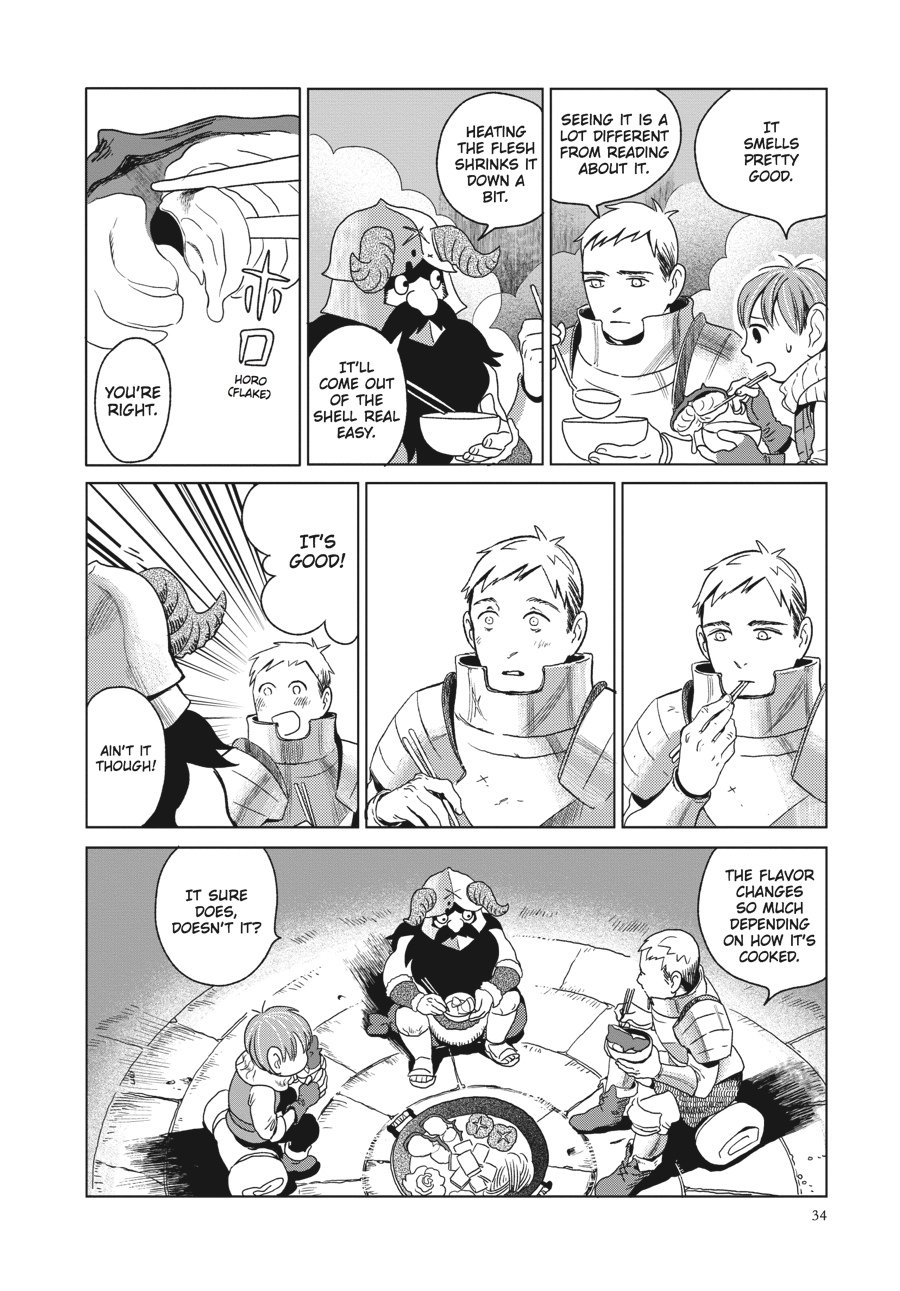 IT
SMELLS
PRETTY
GOOD.
SEEING IT IS A
LOT DIFFERENT
FROM READING
ABOUT IT.
HEATING
THE FLESH
SHRINKS IT
DOWN A
BIT.
IT'LL
COME OUT
OF THE
SHELL REAL
EASY.
ホロ
HORO
(FLAKE)
YOU'RE
RIGHT.
IT'S
GOOD!
AIN'T IT
THOUGH!
THE FLAVOR
CHANGES
SO MUCH
DEPENDING
ON HOW IT'S
COOKED.
IT SURE
DOES,
DOESN'T IT?
34